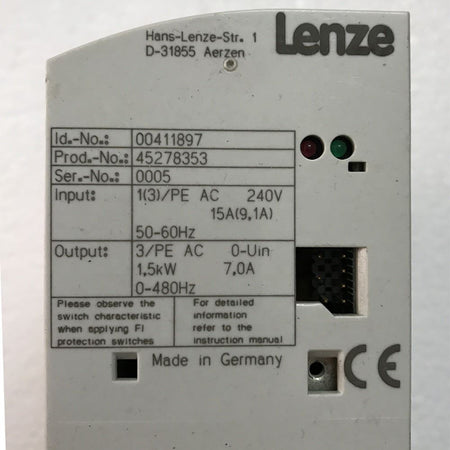 Hans-Lenze-Str. 1
D-31855 Aerzen
Lenze
Id.-No.: 00411897
Prod.-No.: 45278353
Ser.-No.: 0005
Input: 1(3)/PE AC 240V
15A(9,1A)
50-60Hz
Output: 3/PE AC 0-Uin
1,5kW 7,0A
0-480Hz
Please observe the
switch characteristic
when applying FI
protection switches
For detailed
information
refer to the
instruction manual
Made in Germany
CE